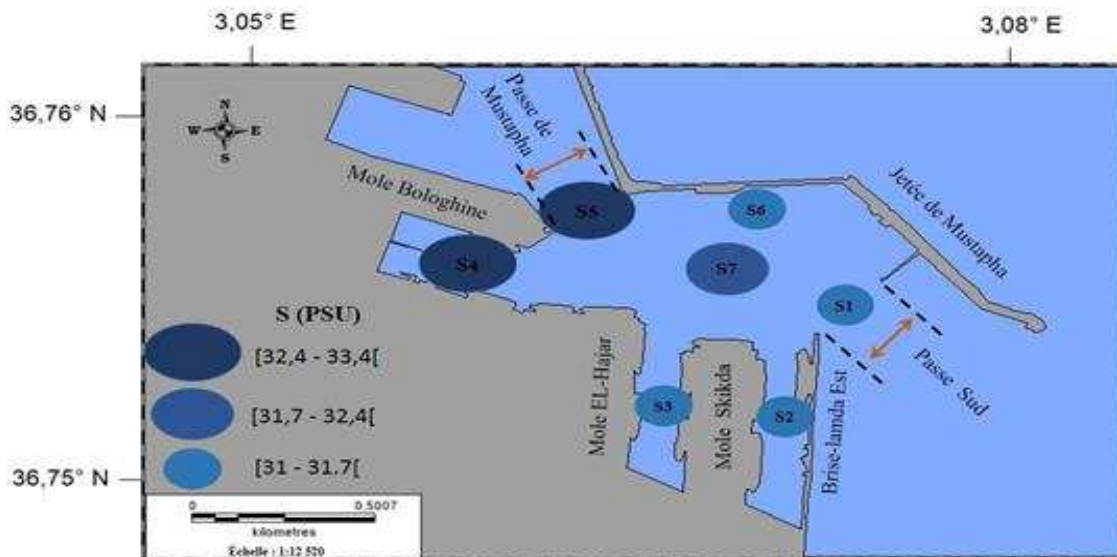 3,05° E
3,08° E
36,76° N
N
W E
S
Passe de
Mustapha
Mole Bologhine
Jetée de Mustapha
S5
S6
S4
S7
S1
S (PSU)
[32,4 - 33,4[
[31,7 - 32,4[
[31 - 31.7[
Mole EL-Hajar
Mole Skikda
Brise-lamda Est
Passe Sud
S3
S2
36,75° N
0 0.5007
kilometres
Échelle : 1:12 520